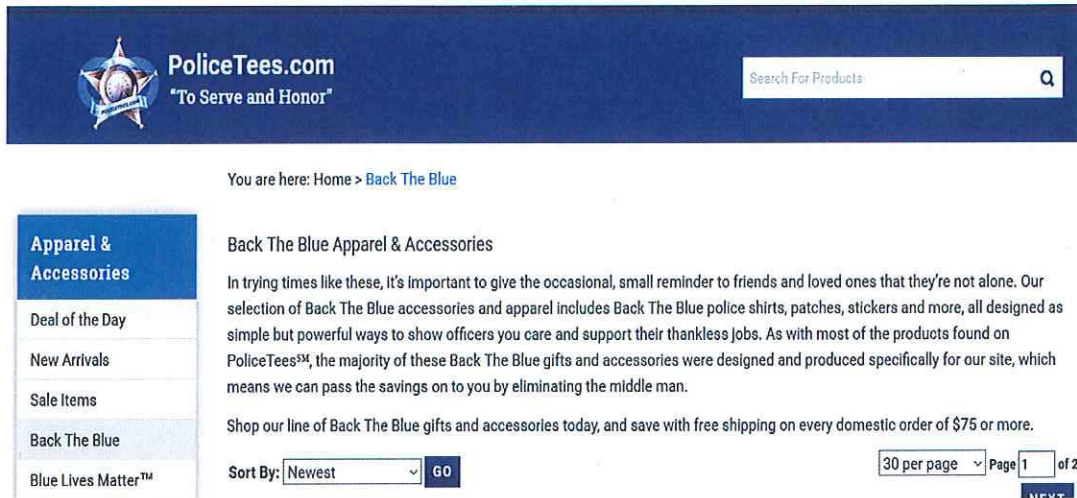 PoliceTees.com
"To Serve and Honor"
Search For Products
You are here: Home > Back The Blue
Apparel &
Accessories
Deal of the Day
New Arrivals
Sale Items
Back The Blue
Blue Lives Matter™
Back The Blue Apparel & Accessories
In trying times like these, it's important to give the occasional, small reminder to friends and loved ones that they're not alone. Our
selection of Back The Blue accessories and apparel includes Back The Blue police shirts, patches, stickers and more, all designed as
simple but powerful ways to show officers you care and support their thankless jobs. As with most of the products found on
PoliceTees℠, the majority of these Back The Blue gifts and accessories were designed and produced specifically for our site, which
means we can pass the savings on to you by eliminating the middle man.
Shop our line of Back The Blue gifts and accessories today, and save with free shipping on every domestic order of $75 or more.
Sort By: Newest GO
30 per page Page 1 of 2
NEXT